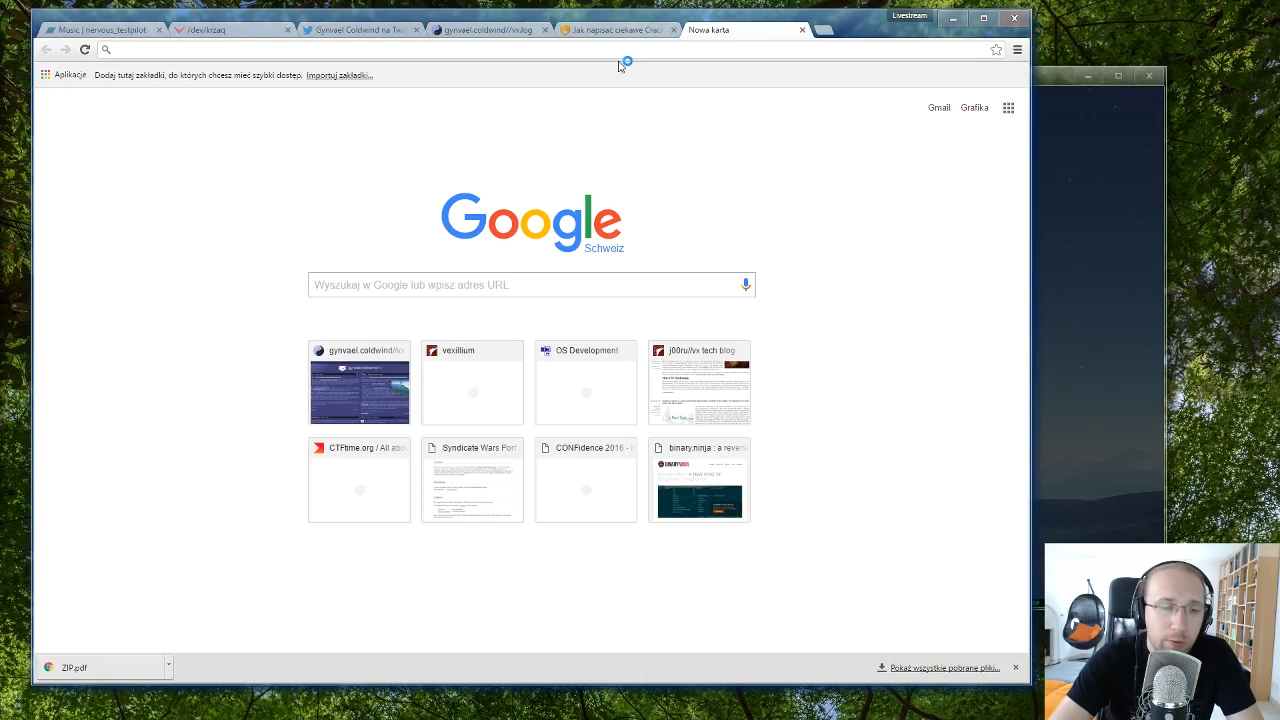 Livestream
Music | nervous_testpilot
/dev/krzaq
Gynvael Coldwind na Tw
gynvael.coldwind//vx.log
Jak napisać ciekawe Crac
Nowa karta
Aplikacje
Dodaj tutaj zakładki, do których chcesz mieć szybki dostęp. Importuj zakładki...
Gmail
Grafika
Google
Schweiz
Wyszukaj w Google lub wpisz adres URL
gynvael.coldwind//vx
vexillium
OS Development
j00ru//vx tech blog
CTFtime.org / All abou
Syndicate Wars Port
CONFidence 2016 -
binary.ninja : a revers
ZIP.pdf
Pokaż wszystkie pobrane pliki...